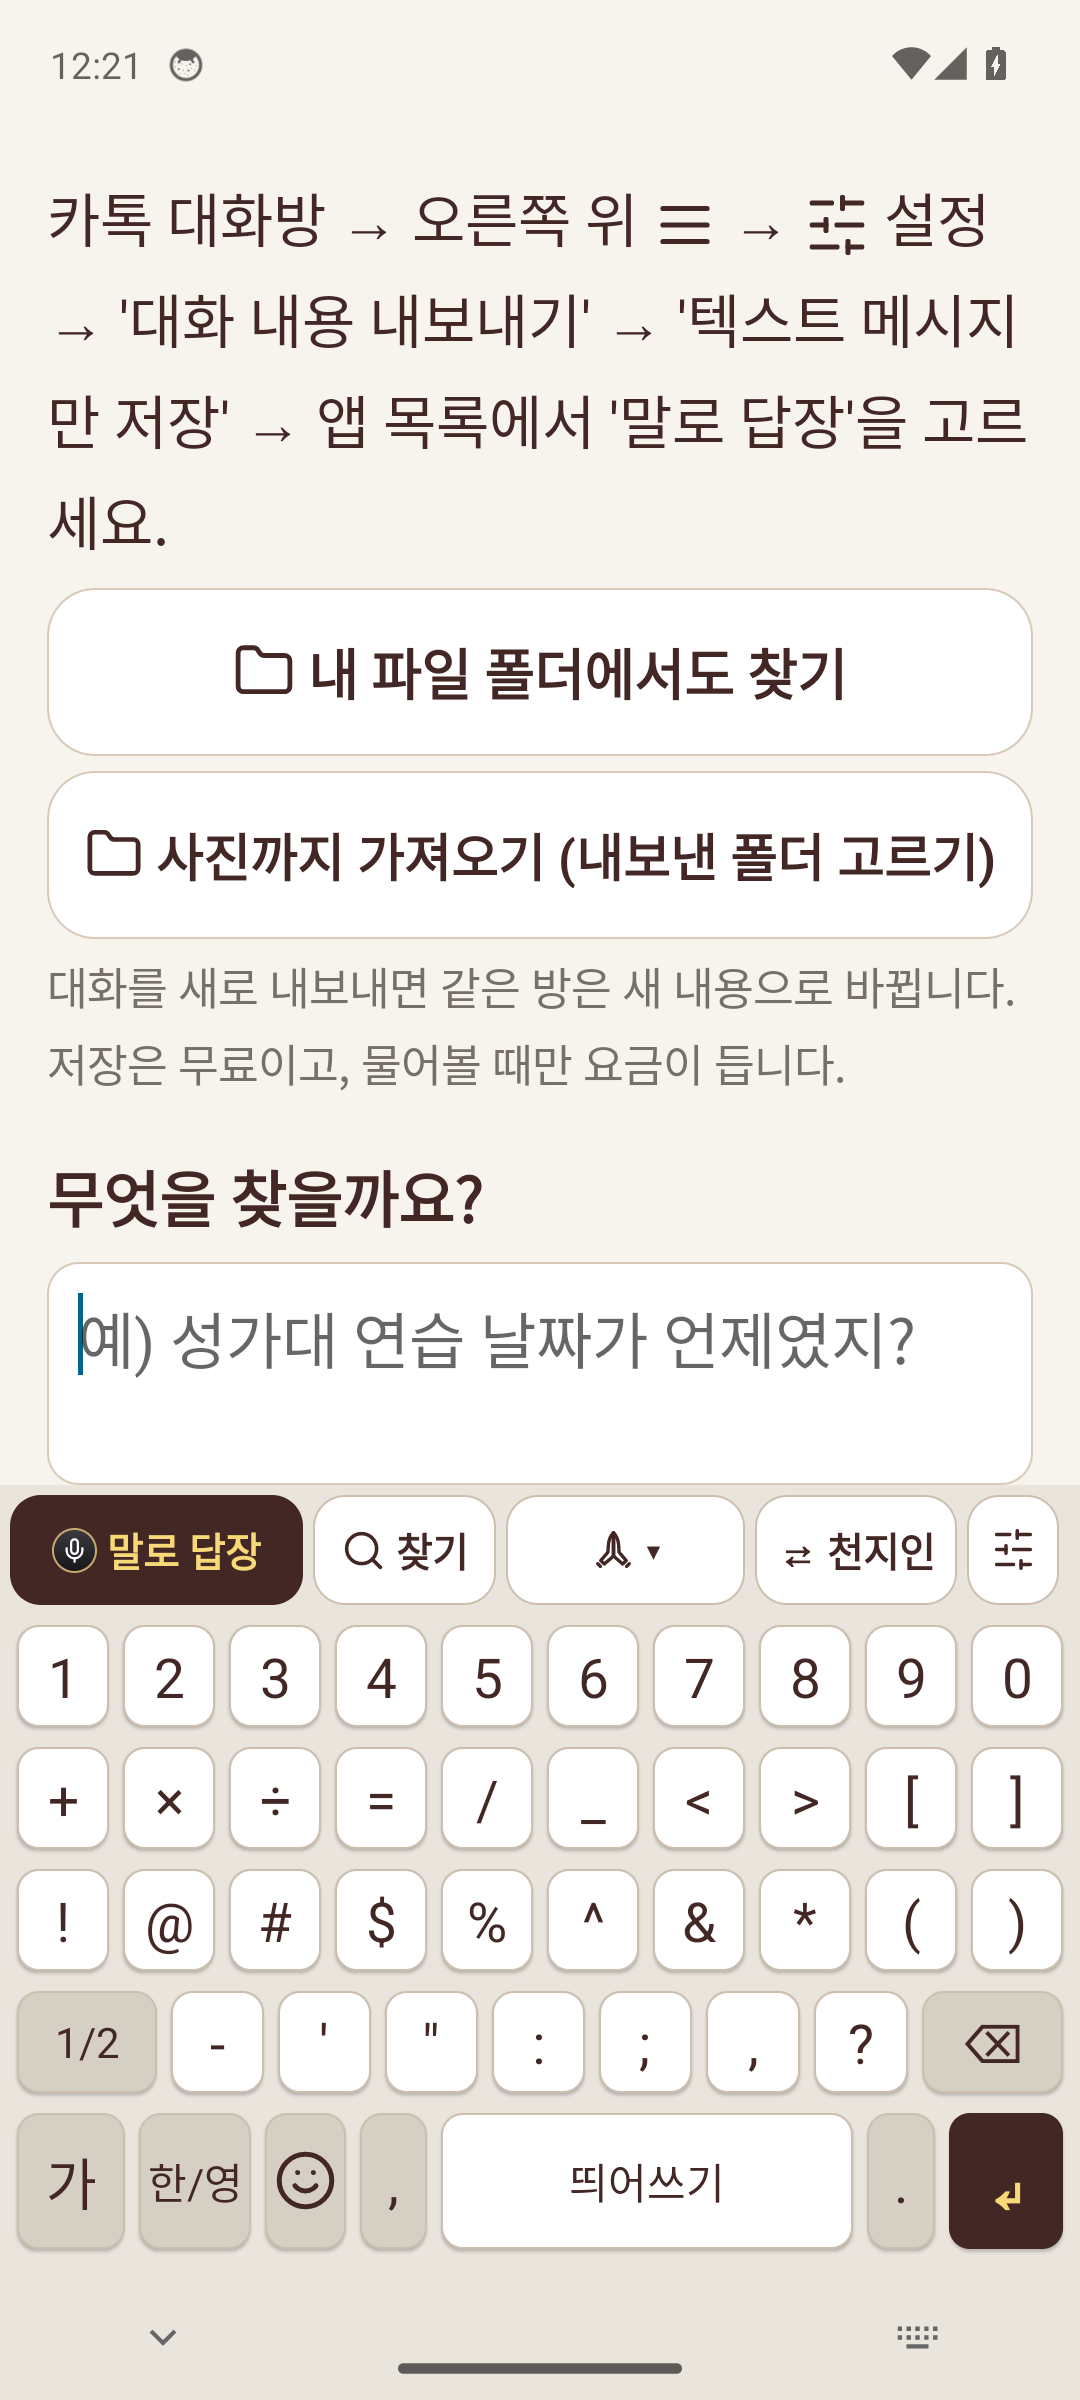 12:21
카톡 대화방 → 오른쪽 위 → 설정
→ '대화 내용 내보내기' → '텍스트 메시지
만 저장' → 앱 목록에서 '말로 답장'을 고르
세요.
내 파일 폴더에서도 찾기
사진까지 가져오기 (내보낸 폴더 고르기)
대화를 새로 내보내면 같은 방은 새 내용으로 바뀝니다.
저장은 무료이고, 물어볼 때만 요금이 듭니다.
무엇을 찾을까요?
예) 성가대 연습 날짜가 언제였지?
말로 답장 찾기 ▾ ⇄ 천지인
1 2 3 4 5 6 7 8 9 0
+ × ÷ = / _ < > [ ]
! @ # $ % ^ & * ( )
1/2 - ' " : ; , ?
가 한/영 , 띄어쓰기 .